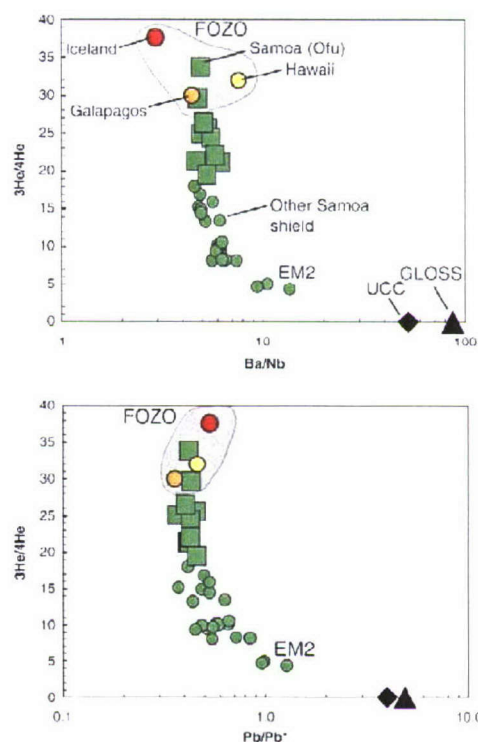 40
FOZO
Iceland
Samoa (Ofu)
35
Hawaii
30
Galapagos
25
3He/4He
20
15
Other Samoa
shield
10
EM2
GLOSS
5
UCC
0
1
10
100
Ba/Nb
40
FOZO
35
30
25
3He/4He
20
15
10
EM2
5
0
0.1
1.0
10.0
Pb/Pb*